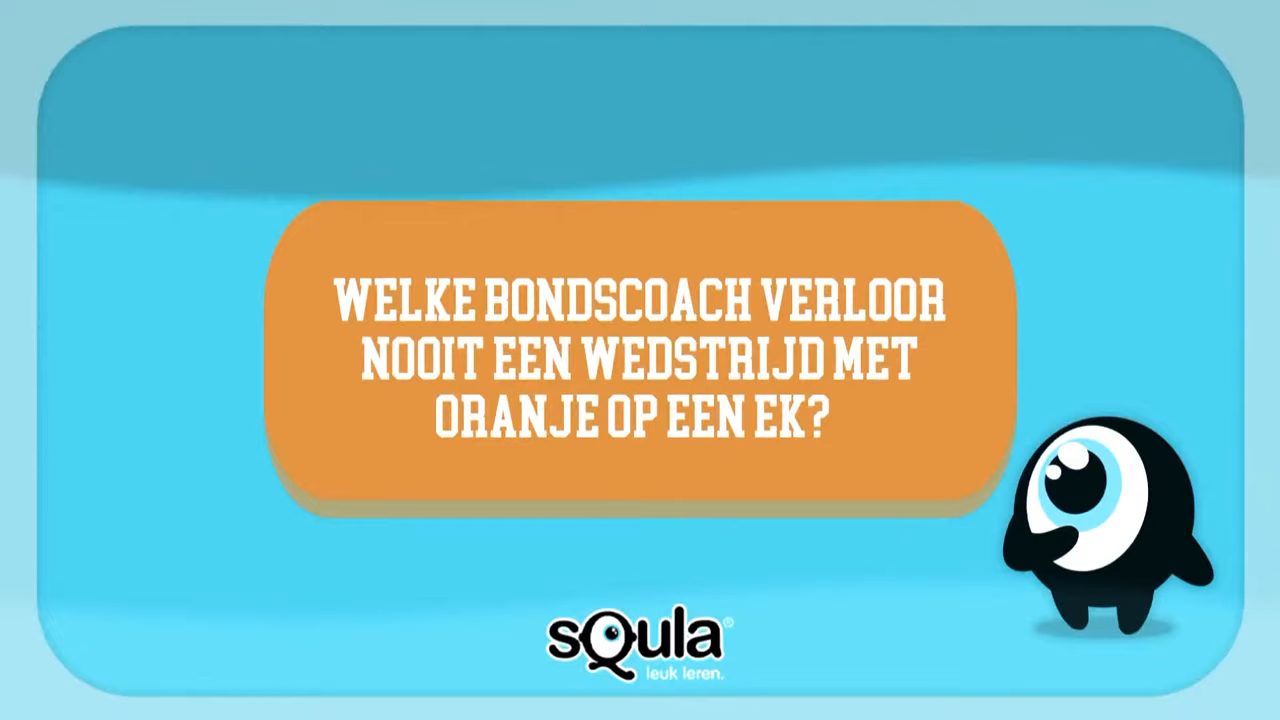 WELKE BONDSCOACH VERLOOR
NOOIT EEN WEDSTRIJD MET
ORANJE OP EEN EK?
sQula®
leuk leren.